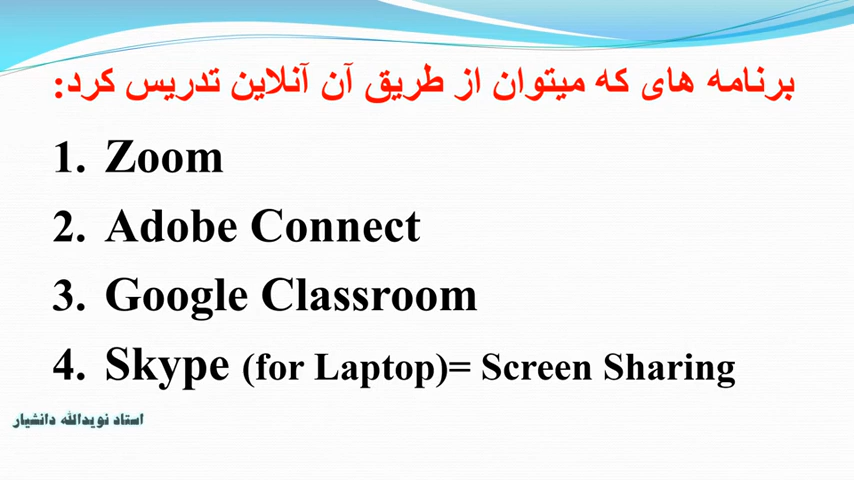 برنامه های که میتوان از طریق آن آنلاین تدریس کرد:
1. Zoom
2. Adobe Connect
3. Google Classroom
4. Skype (for Laptop)= Screen Sharing
استاد نویدالله دانشیار